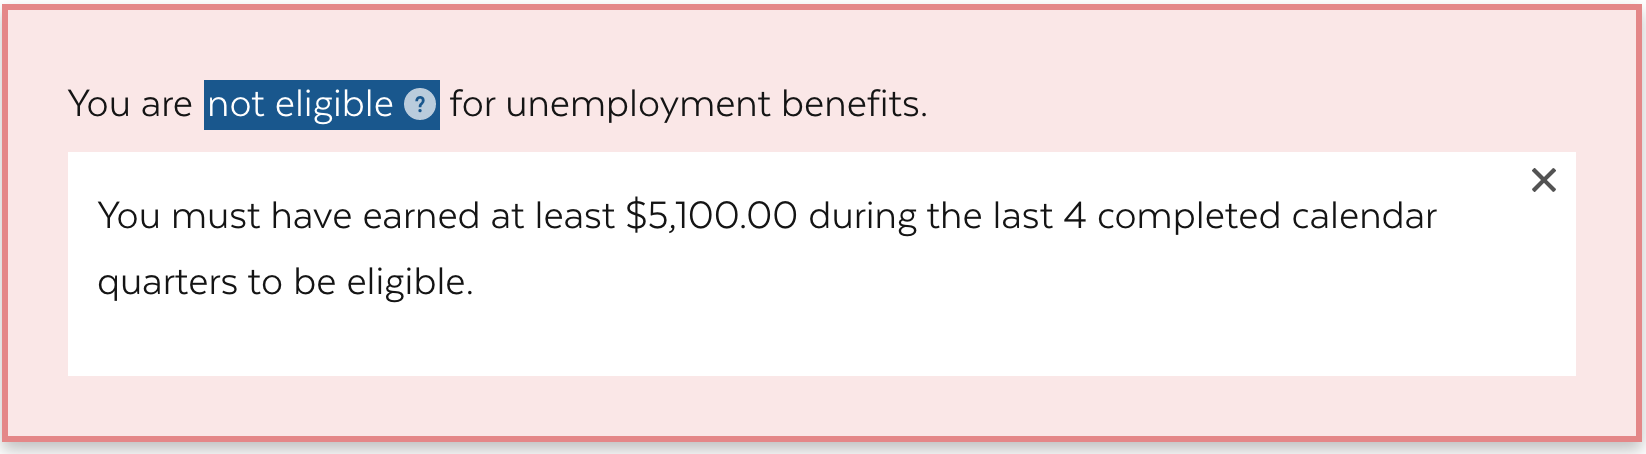 You are not eligible ? for unemployment benefits.
You must have earned at least $5,100.00 during the last 4 completed calendar
quarters to be eligible.